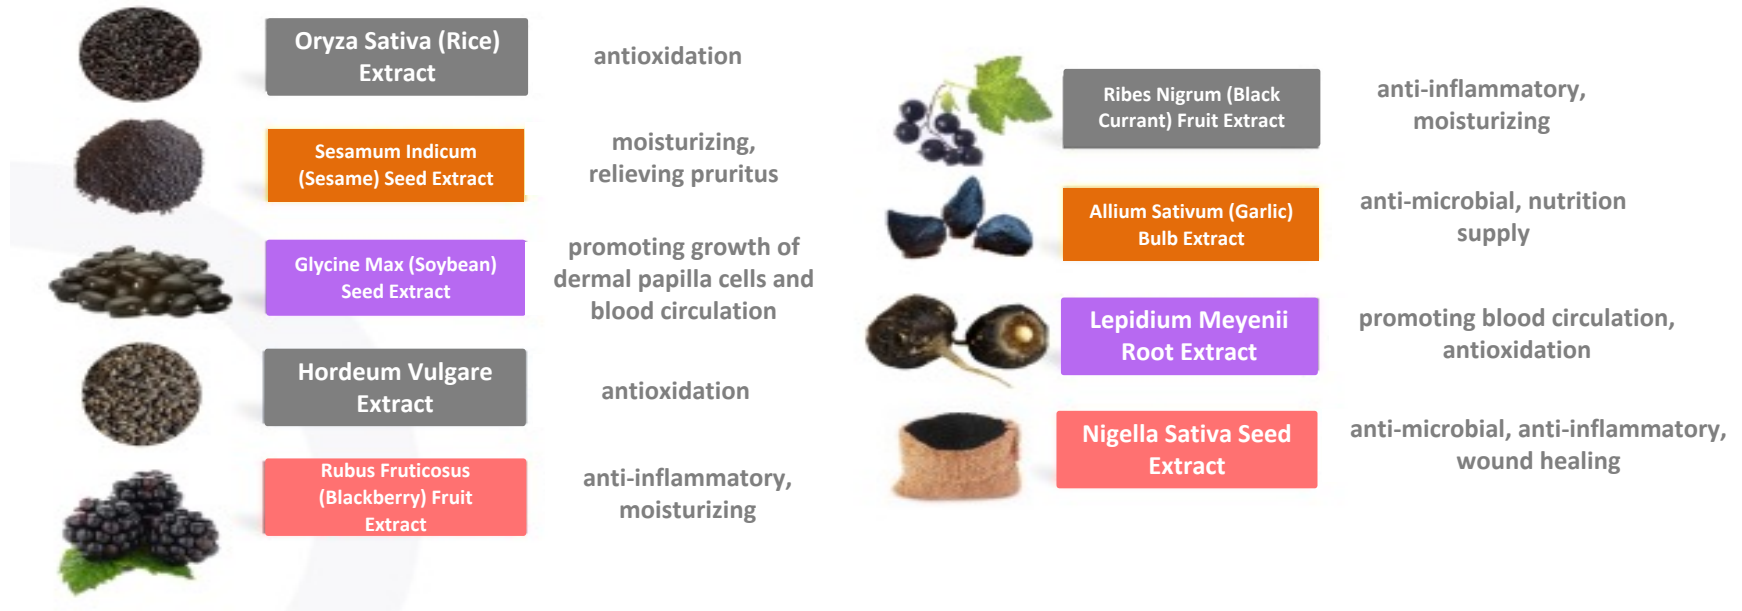 Oryza Sativa (Rice)
Extract
antioxidation
Sesamum Indicum
(Sesame) Seed Extract
moisturizing,
relieving pruritus
Glycine Max (Soybean)
Seed Extract
promoting growth of
dermal papilla cells and
blood circulation
Hordeum Vulgare
Extract
antioxidation
Rubus Fruticosus
(Blackberry) Fruit
Extract
anti-inflammatory,
moisturizing
Ribes Nigrum (Black
Currant) Fruit Extract
anti-inflammatory,
moisturizing
Allium Sativum (Garlic)
Bulb Extract
anti-microbial, nutrition
supply
Lepidium Meyenii
Root Extract
promoting blood circulation,
antioxidation
Nigella Sativa Seed
Extract
anti-microbial, anti-inflammatory,
wound healing